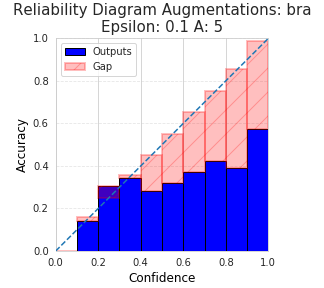 Reliability Diagram Augmentations: bra
Epsilon: 0.1 A: 5
1.0
0.8
0.6
0.4
0.2
0.0
Accuracy
Outputs
Gap
0.0 0.2 0.4 0.6 0.8 1.0
Confidence